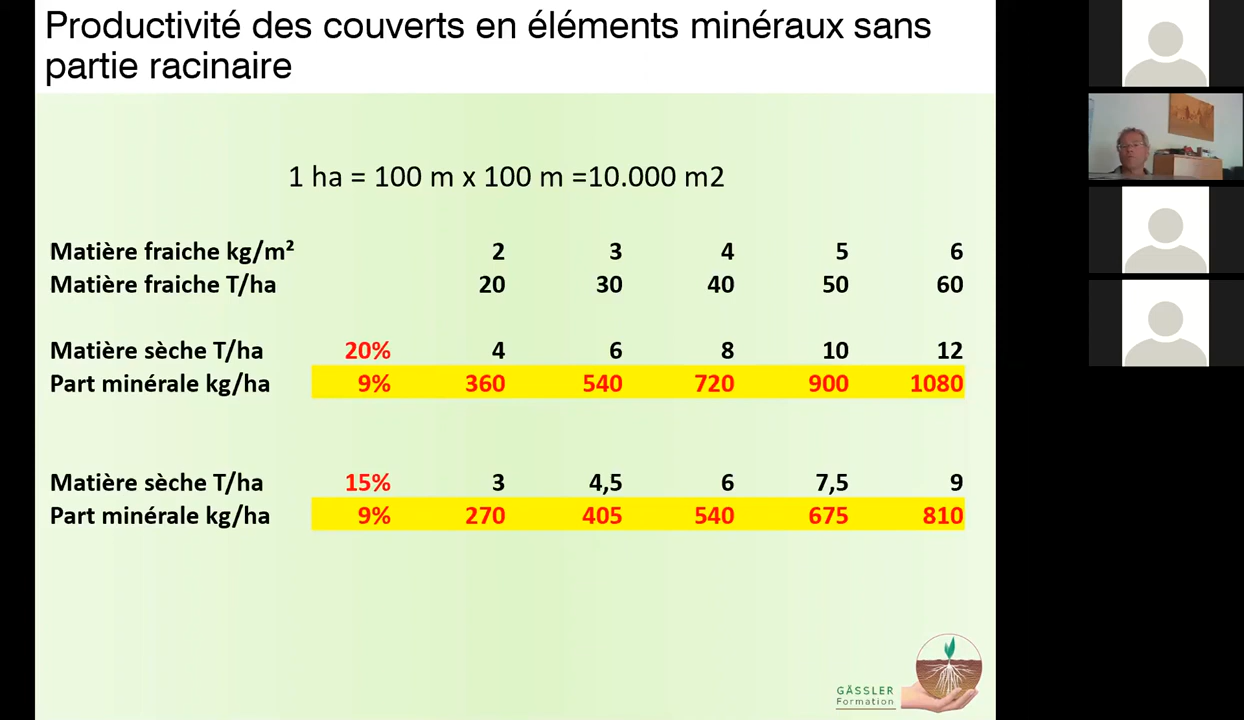 Productivité des couverts en éléments minéraux sans
partie racinaire
1 ha = 100 m x 100 m =10.000 m2
Matière fraiche kg/m² 2 3 4 5 6
Matière fraiche T/ha 20 30 40 50 60
Matière sèche T/ha 20% 4 6 8 10 12
Part minérale kg/ha 9% 360 540 720 900 1080
Matière sèche T/ha 15% 3 4,5 6 7,5 9
Part minérale kg/ha 9% 270 405 540 675 810
GÄSSLER
Formation